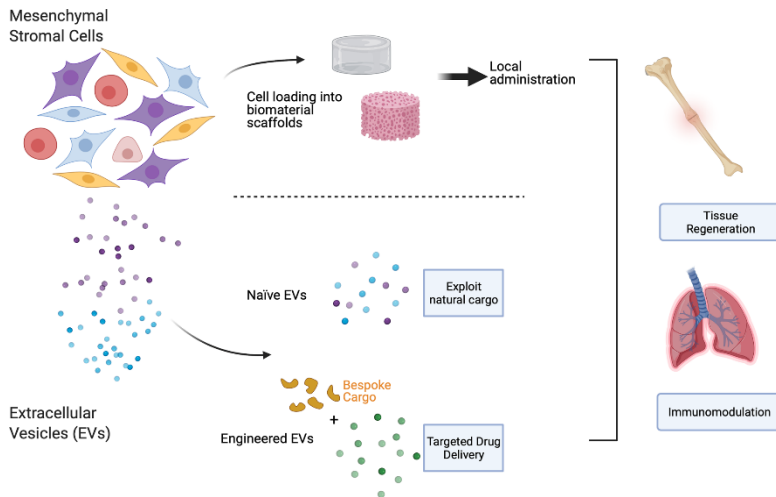 Mesenchymal
Stromal Cells
Cell loading into
biomaterial
scaffolds
Local
administration
Tissue
Regeneration
Naïve EVs
Exploit
natural cargo
Bespoke
Cargo
+
Extracellular
Vesicles (EVs)
Engineered EVs
Targeted Drug
Delivery
Immunomodulation